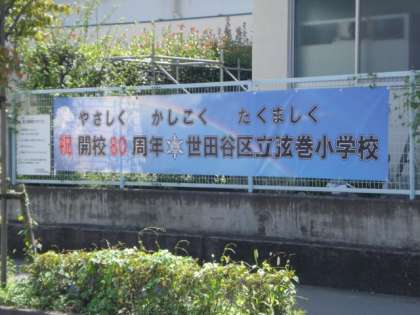 やさしく かしこく たくましく
祝 開校80周年 世田谷区立弦巻小学校